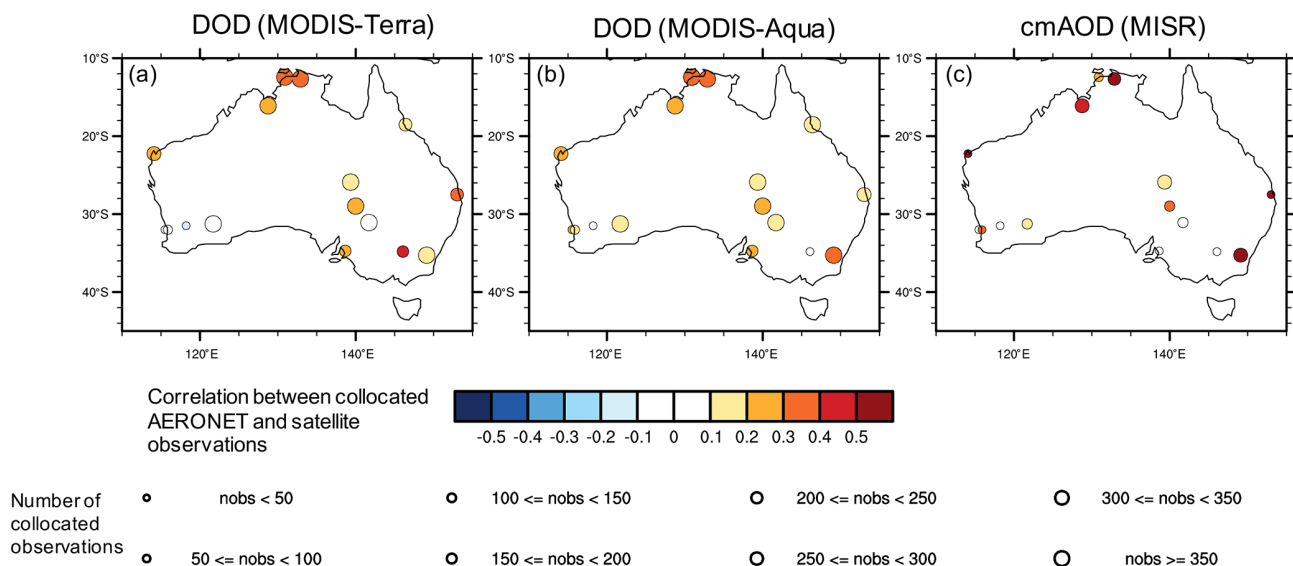 DOD (MODIS-Terra)
DOD (MODIS-Aqua)
cmAOD (MISR)
(a)
(b)
(c)
10°S
20°S
30°S
40°S
120°E
140°E
10°S
20°S
30°S
40°S
120°E
140°E
10°S
20°S
30°S
40°S
120°E
140°E
Correlation between collocated
AERONET and satellite
observations
-0.5 -0.4 -0.3 -0.2 -0.1 0 0.1 0.2 0.3 0.4 0.5
Number of
collocated
observations
nobs < 50
100 <= nobs < 150
200 <= nobs < 250
300 <= nobs < 350
50 <= nobs < 100
150 <= nobs < 200
250 <= nobs < 300
nobs >= 350